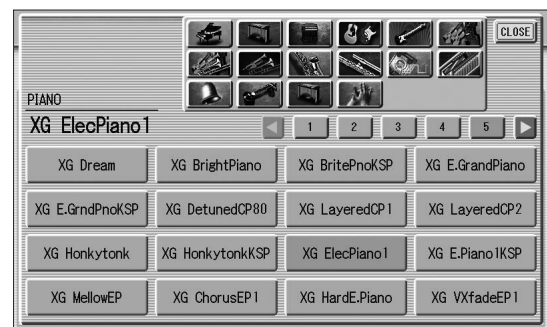 CLOSE
PIANO
XG ElecPiano1
1 2 3 4 5
XG Dream XG BrightPiano XG BritePnoKSP XG E.GrandPiano
XG E.GrndPnoKSP XG DetunedCP80 XG LayeredCP1 XG LayeredCP2
XG Honkytonk XG HonkytonkKSP XG ElecPiano1 XG E.Piano1KSP
XG MellowEP XG ChorusEP1 XG HardE.Piano XG VXfadeEP1